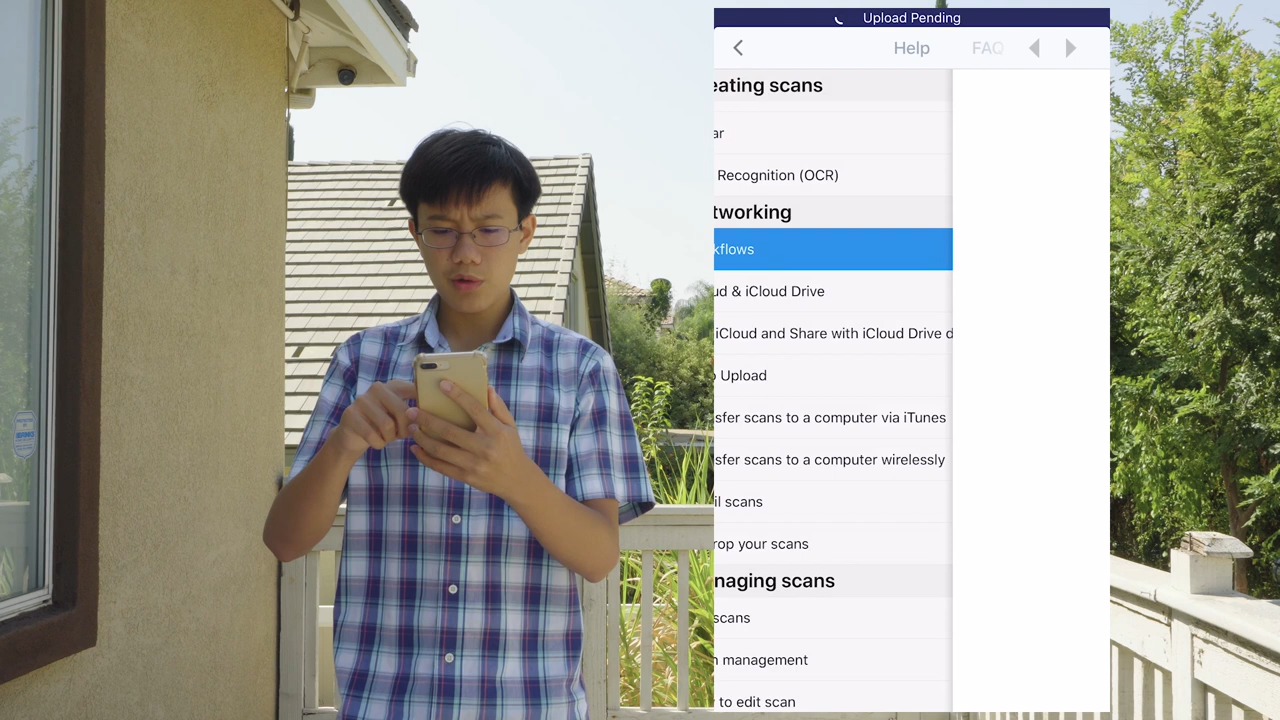 Upload Pending
Help
FAQ
eating scans
ar
Recognition (OCR)
tworking
kflows
ud & iCloud Drive
iCloud and Share with iCloud Drive d
o Upload
sfer scans to a computer via iTunes
sfer scans to a computer wirelessly
il scans
rop your scans
naging scans
scans
n management
to edit scan